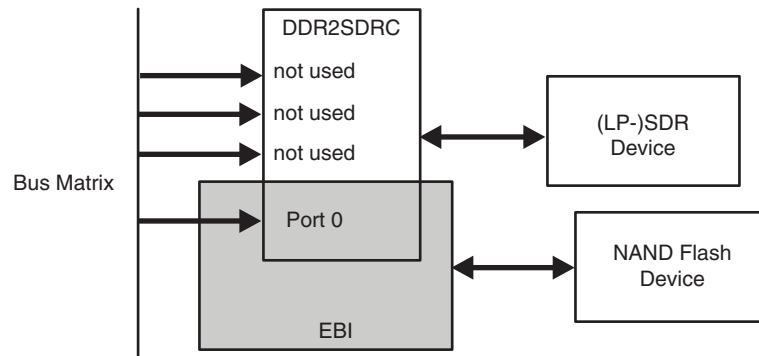 DDR2SDRC
not used
not used
not used
(LP-)SDR
Device
Bus Matrix
Port 0
NAND Flash
Device
EBI